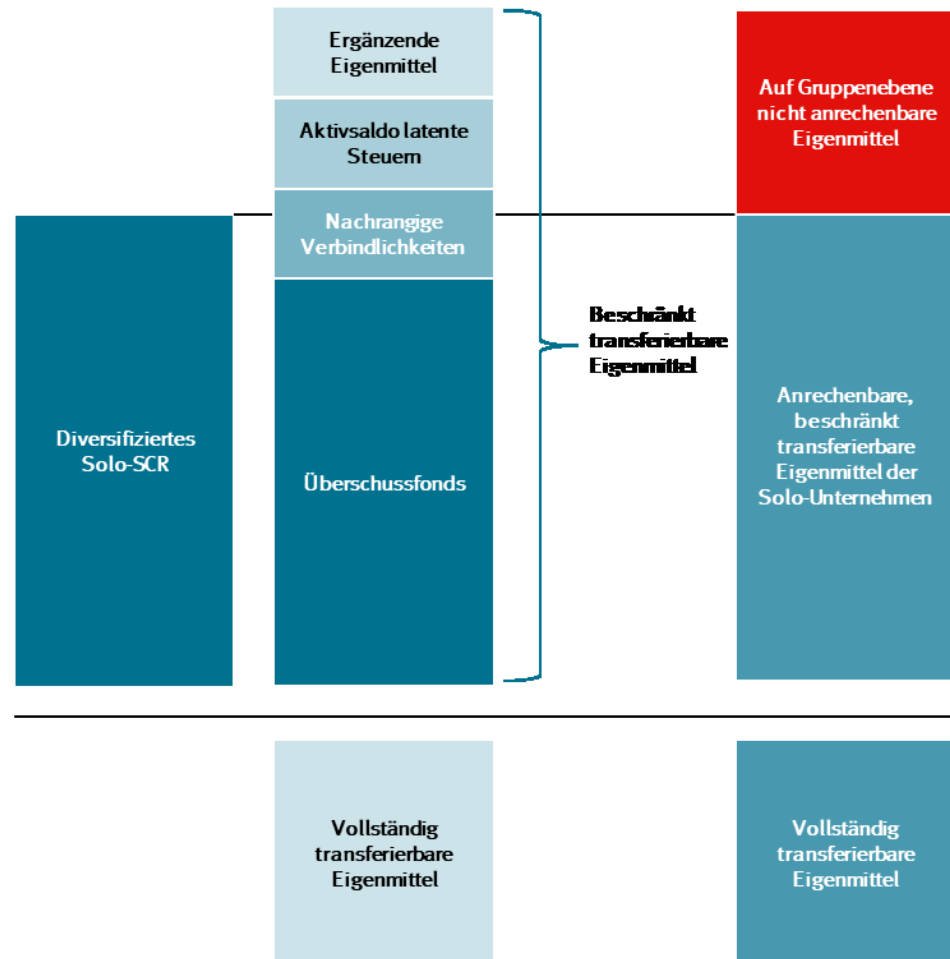 Ergänzende
Eigenmittel
Aktivsaldo latente
Steuern
Nachrangige
Verbindlichkeiten
Auf Gruppenebene
nicht anrechenbare
Eigenmittel
Diversifiziertes
Solo-SCR
Überschussfonds
Beschränkt
transferierbare
Eigenmittel
Anrechenbare,
beschränkt
transferierbare
Eigenmittel der
Solo-Unternehmen
Vollständig
transferierbare
Eigenmittel
Vollständig
transferierbare
Eigenmittel